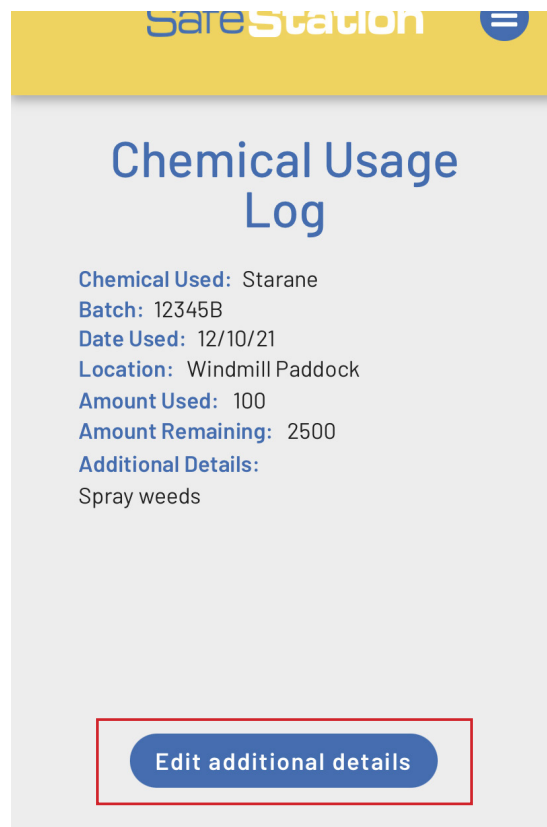 SafeStation
Chemical Usage
Log
Chemical Used: Starane
Batch: 12345B
Date Used: 12/10/21
Location: Windmill Paddock
Amount Used: 100
Amount Remaining: 2500
Additional Details:
Spray weeds
Edit additional details